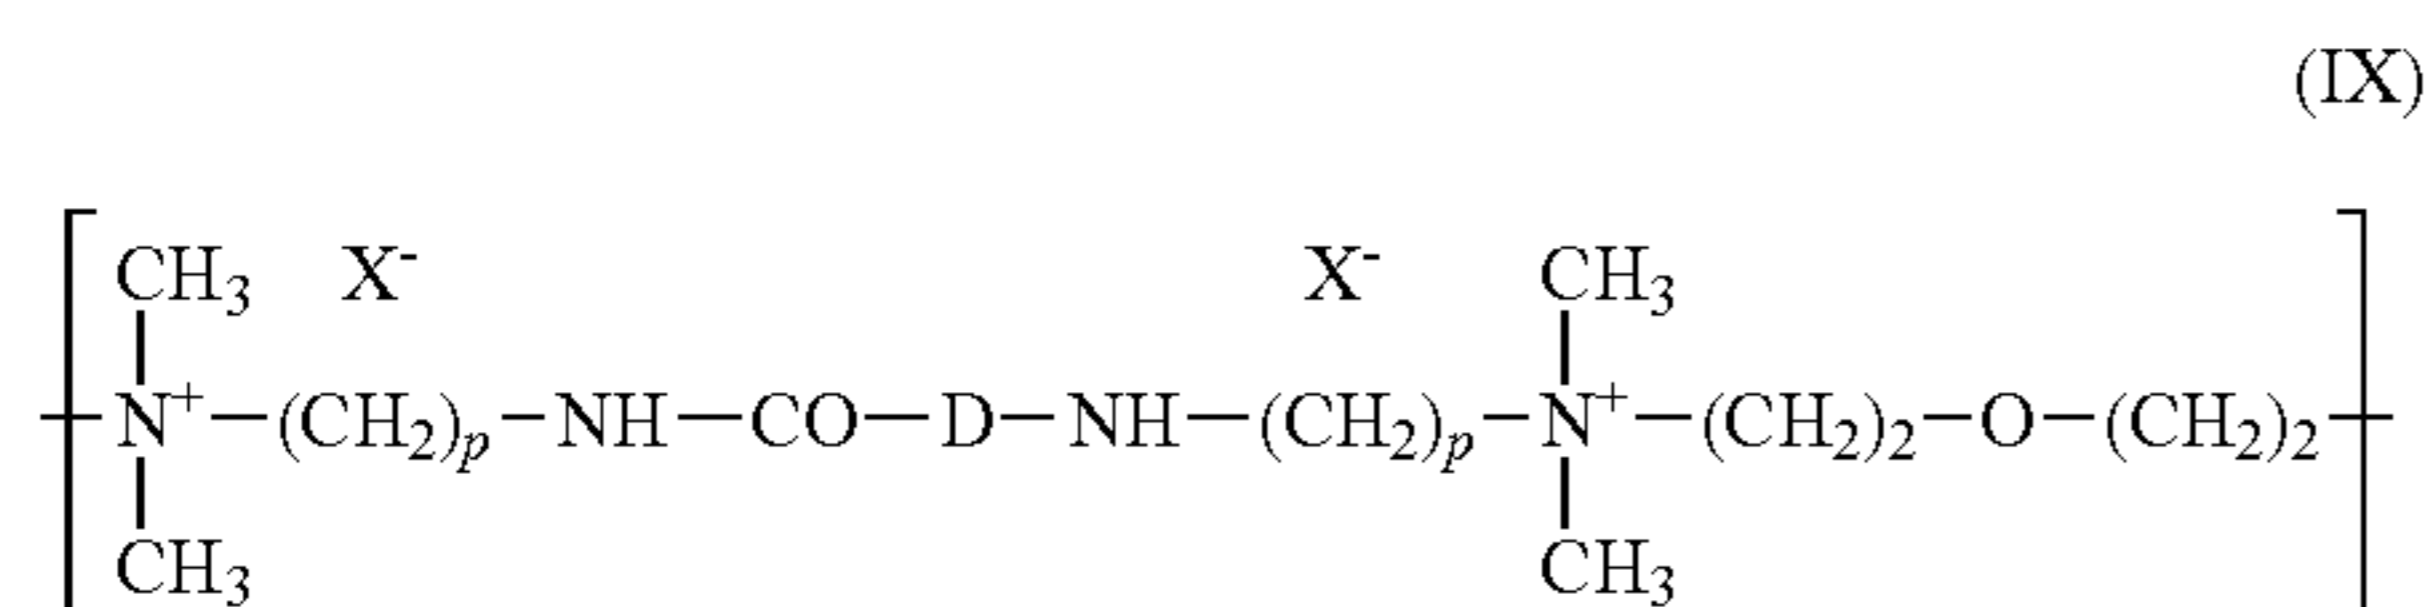 (IX)
CH₃ X⁻ X⁻ CH₃
N⁺—(CH₂)ₚ—NH—CO—D—NH—(CH₂)ₚ—N⁺—(CH₂)₂—O—(CH₂)₂
CH₃ CH₃